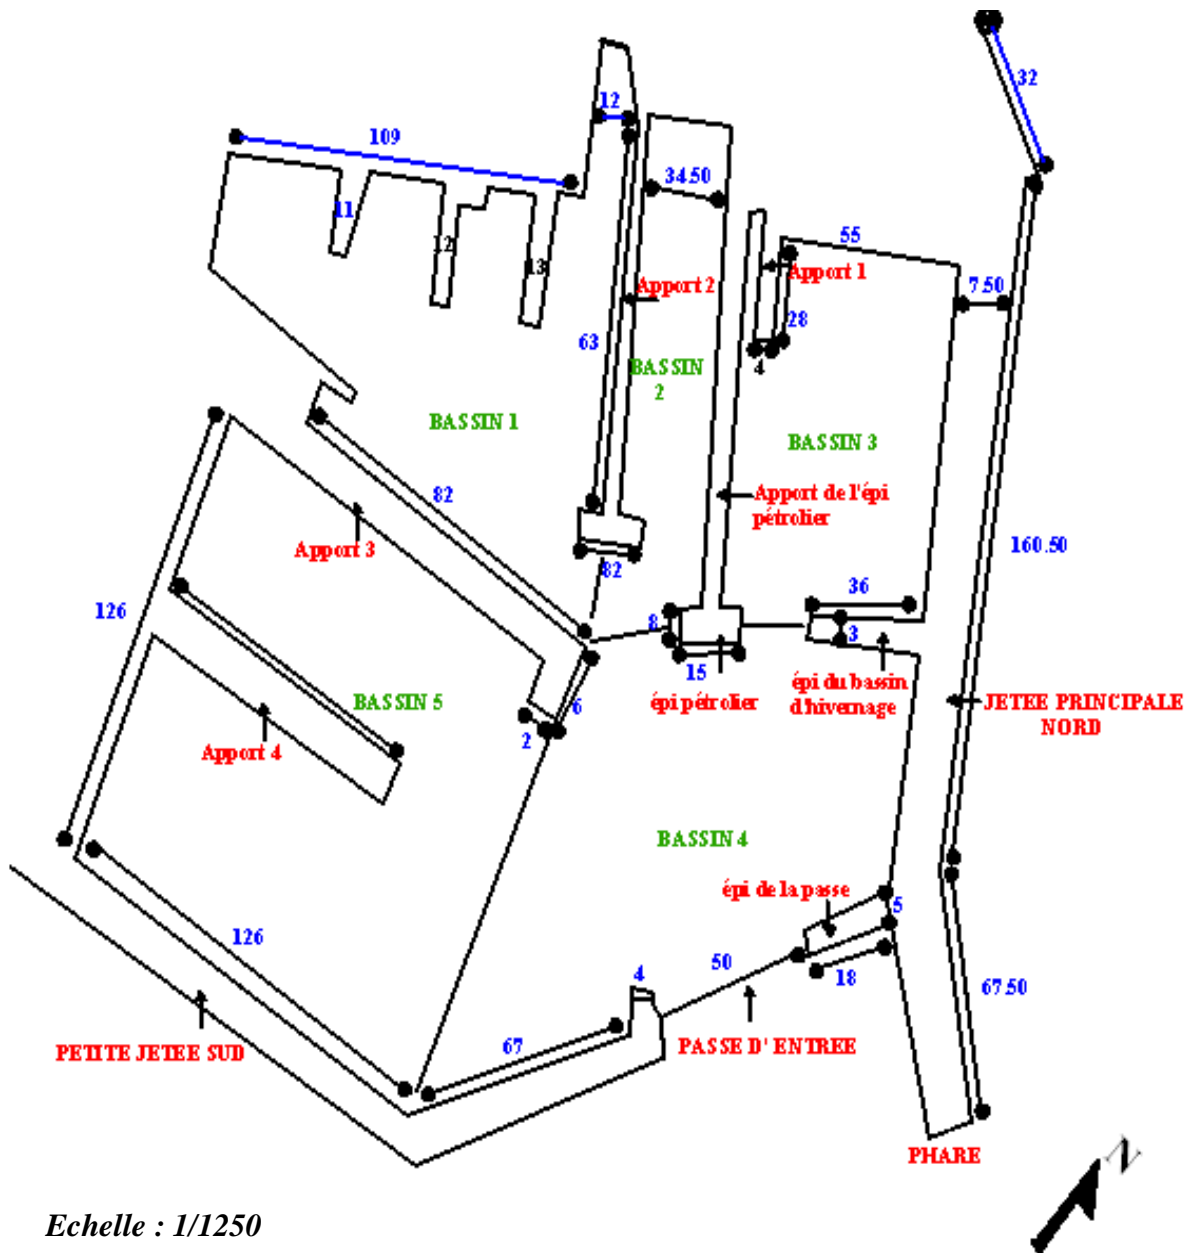 32
12
109
34.50
11
12
13
55
Apport 1
7.50
Apport 2
28
63
4
BASSIN
2
BASSIN 1
BASSIN 3
82
Apport de l'épi
pétrolier
Apport 3
160.50
82
36
126
8
3
15
épi pétrolier
épi du bassin
d'hivernage
BASSIN 5
6
2
JETEE PRINCIPALE
NORD
Apport 4
BASSIN 4
épi de la passe
5
126
50
4
18
67.50
PETITE JETEE SUD
67
PASSE D' ENTREE
PHARE
N
Echelle : 1/1250